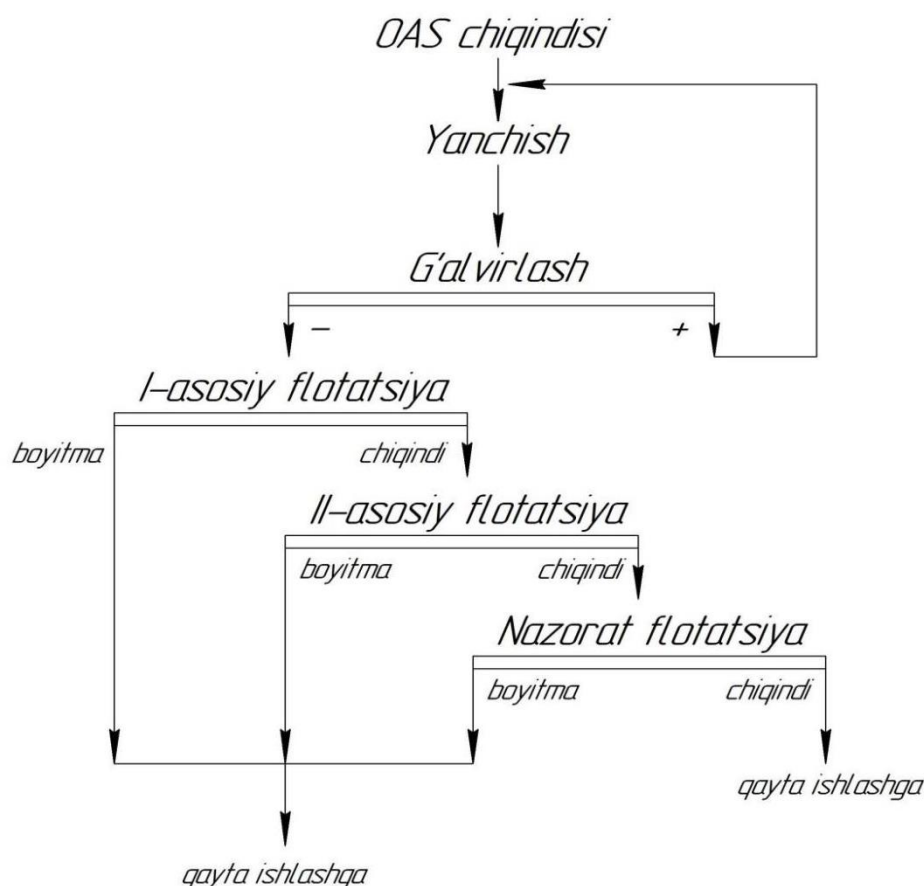 OAS chiqindisi
Yanchish
G'alvirlash
– +
I-asosiy flotatsiya
boyitma chiqindi
II-asosiy flotatsiya
boyitma chiqindi
Nazorat flotatsiya
boyitma chiqindi
qayta ishlashga
qayta ishlashga